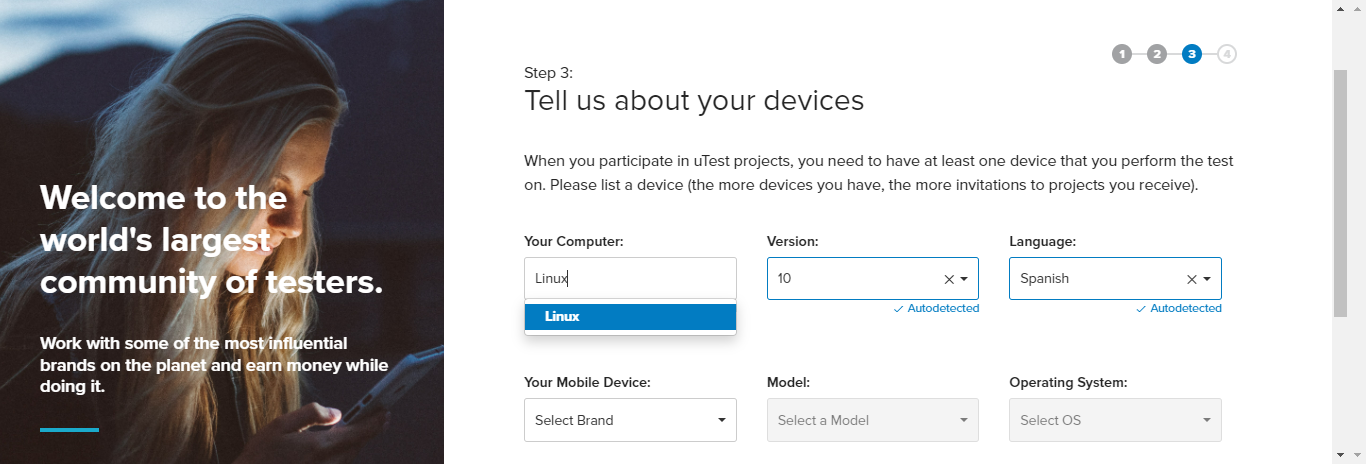 Welcome to the
world's largest
community of testers.
Work with some of the most influential
brands on the planet and earn money while
doing it.
1 2 3 4
Step 3:
Tell us about your devices
When you participate in uTest projects, you need to have at least one device that you perform the test
on. Please list a device (the more devices you have, the more invitations to projects you receive).
Your Computer: Version: Language:
Linux 10 Spanish
Autodetected Autodetected
Linux
Your Mobile Device: Model: Operating System:
Select Brand Select a Model Select OS